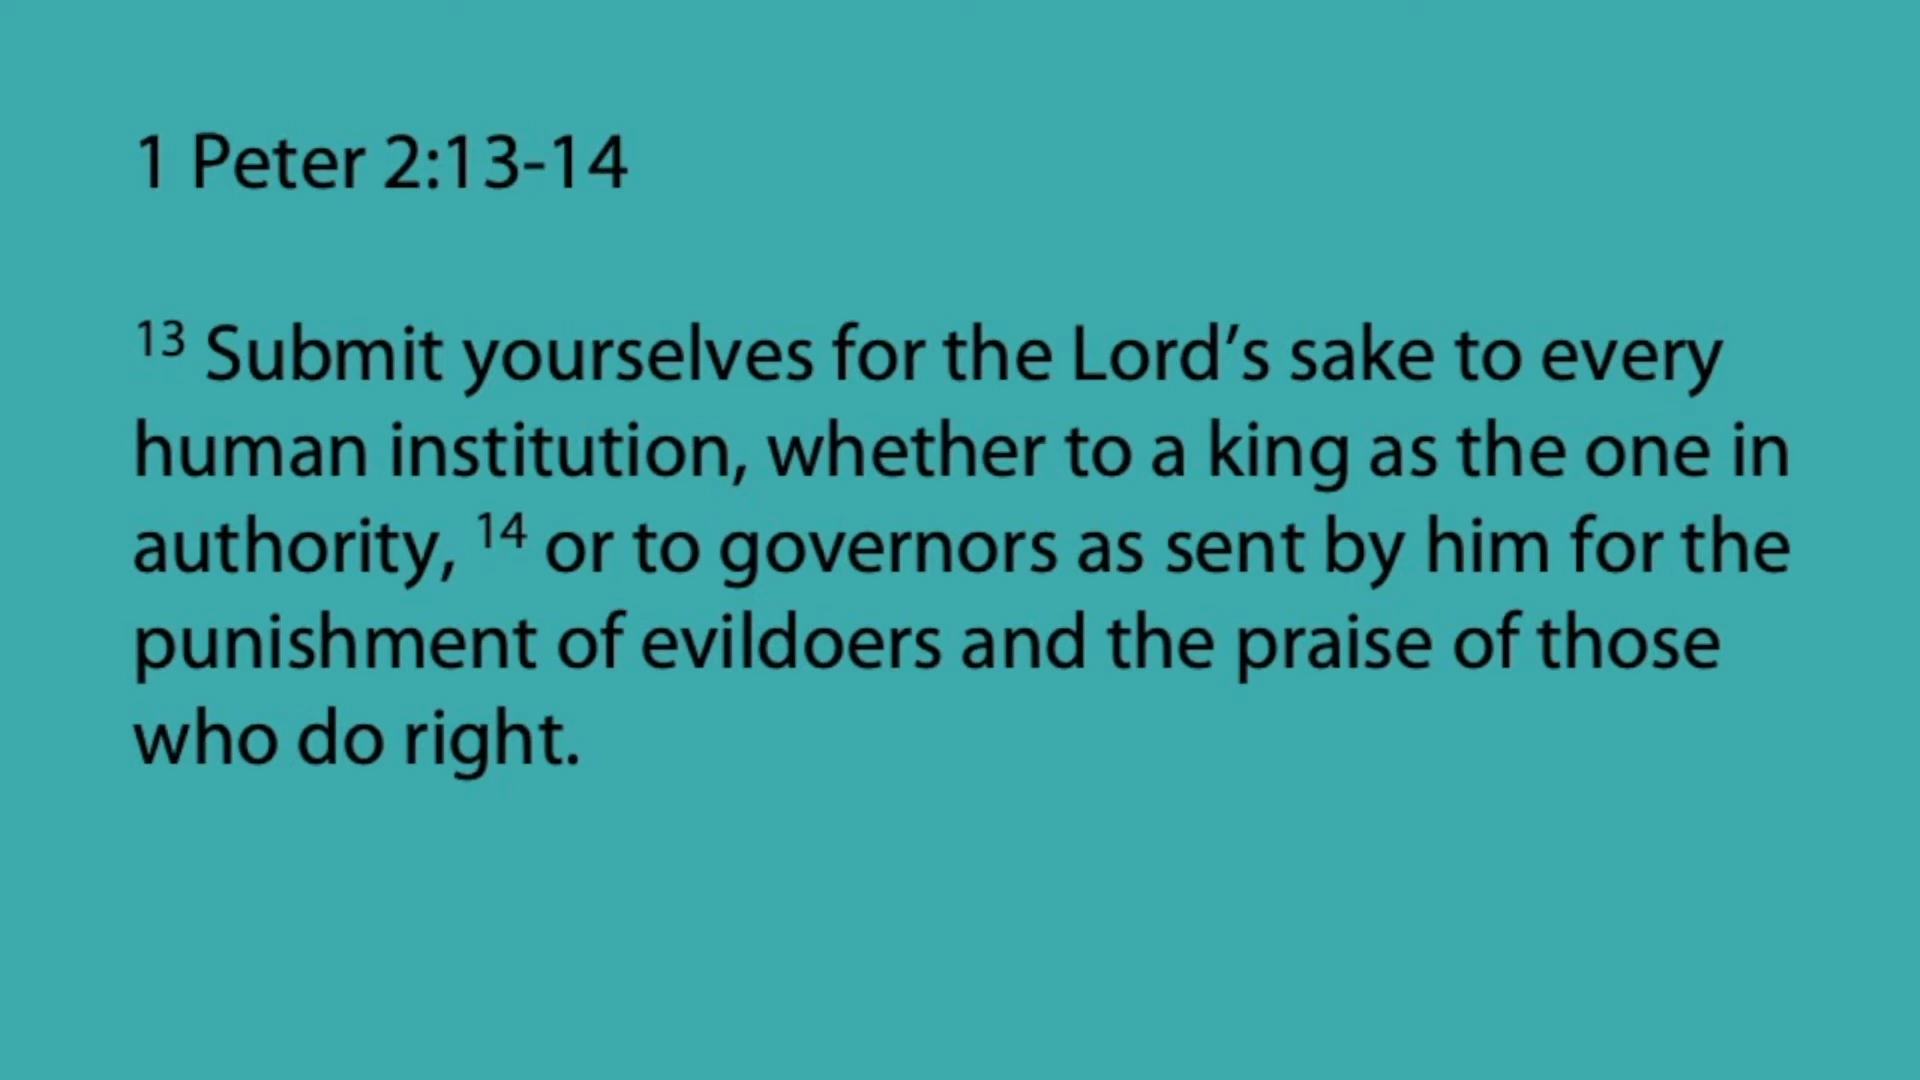 1 Peter 2:13-14
13 Submit yourselves for the Lord’s sake to every
human institution, whether to a king as the one in
authority, 14 or to governors as sent by him for the
punishment of evildoers and the praise of those
who do right.